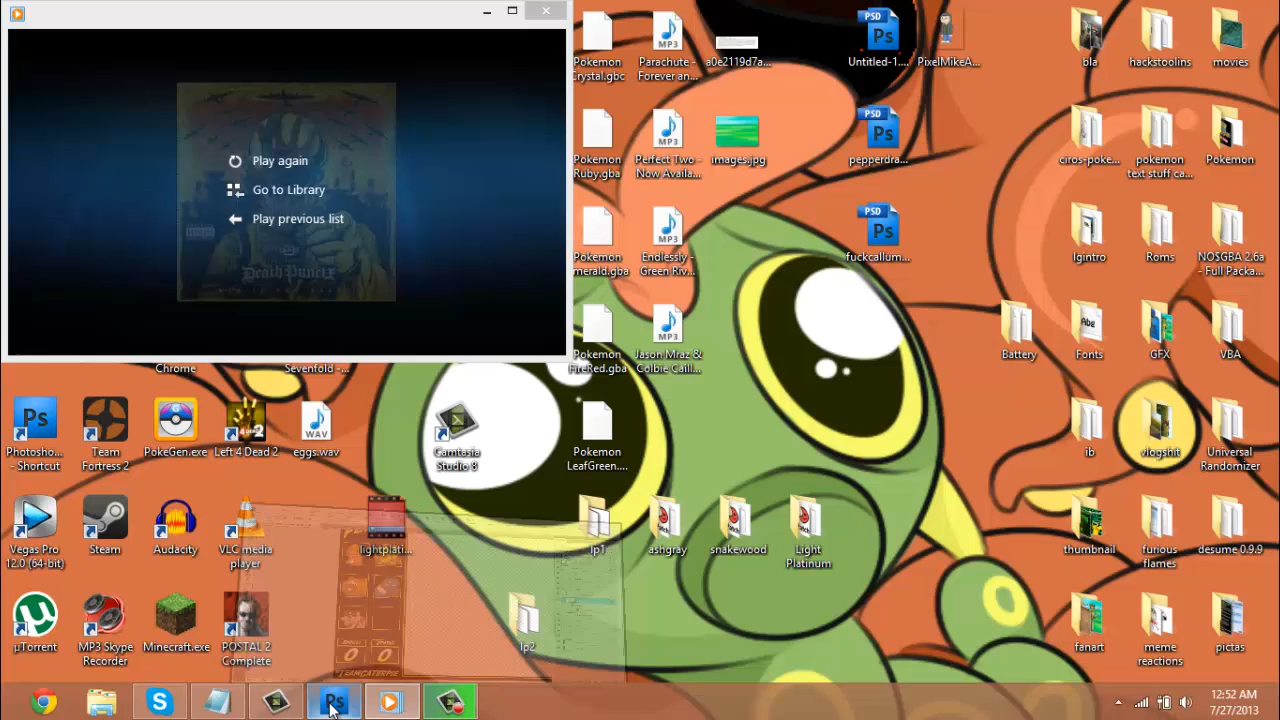 Play again
Go to Library
Play previous list
Death Punch
Pokemon Crystal.gbc
Parachute - Forever an...
a0e2119d7a...
Untitled-1....
PixelMikeA...
bla
hackstoolins
movies
Pokemon Ruby.gba
Perfect Two - Now Availa...
images.jpg
pepperdra...
ciros-poke...
pokemon text stuff ca...
Pokemon
Pokemon Emerald.gba
Endlessly - Green Riv...
fuckcallum...
lgintro
Roms
NOSGBA 2.6a - Full Packa...
Chrome
Sevenfold -...
Pokemon FireRed.gba
Jason Mraz & Colbie Caill...
Battery
Fonts
GFX
VBA
Photosho... - Shortcut
Team Fortress 2
PokeGen.exe
Left 4 Dead 2
eggs.wav
Camtasia Studio 8
Pokemon LeafGreen....
ib
vlogshit
Universal Randomizer
Vegas Pro 12.0 (64-bit)
Steam
Audacity
VLC media player
lightplati...
lp1
ashgray
snakewood
Light Platinum
thumbnail
furious flames
desume 0.9.9
µTorrent
MP3 Skype Recorder
Minecraft.exe
POSTAL 2 Complete
lp2
fanart
meme reactions
pictas
TEAMCATERPIE
12:52 AM
7/27/2013